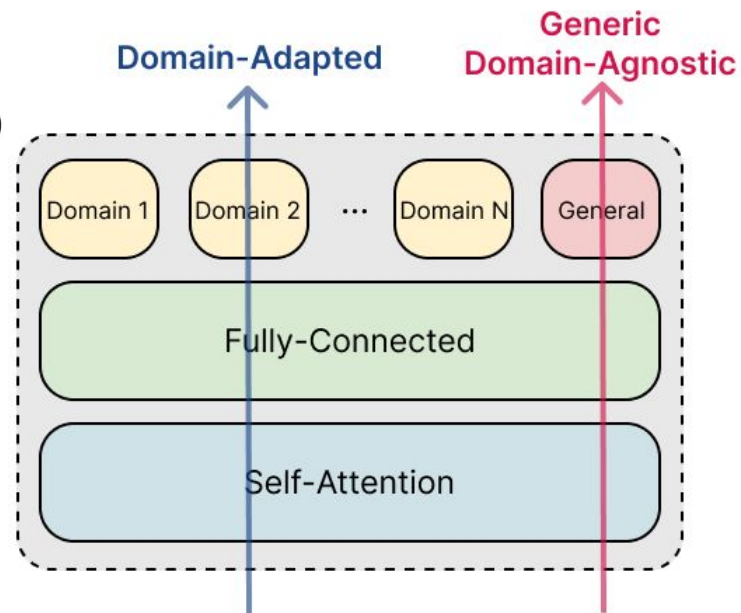 Generic
Domain-Adapted Domain-Agnostic
)
Domain 1 Domain 2 ... Domain N General
Fully-Connected
Self-Attention